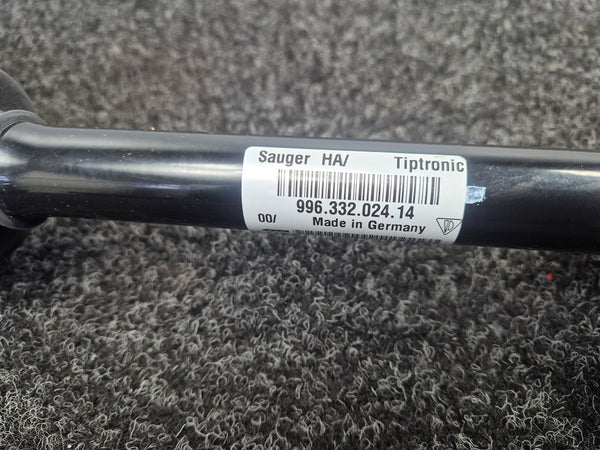 Sauger HA/ Tiptronic
996.332.024.14
00/ Made in Germany